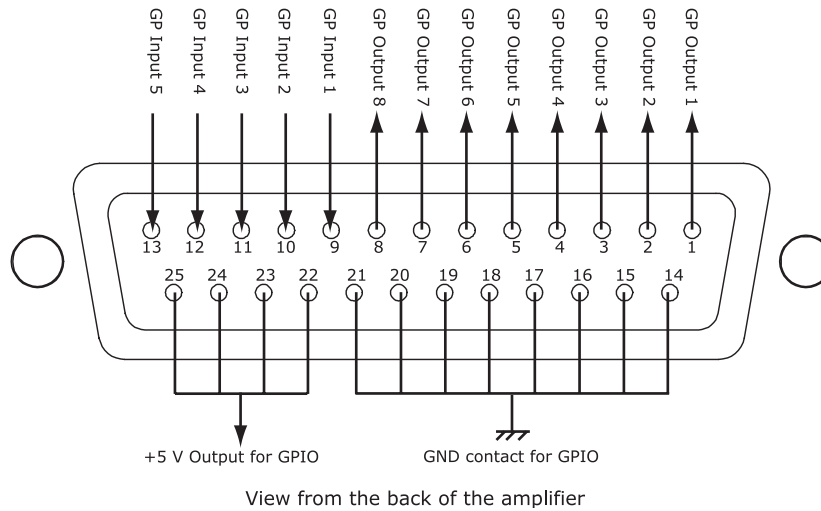 GP Input 5
GP Input 4
GP Input 3
GP Input 2
GP Input 1
GP Output 8
GP Output 7
GP Output 6
GP Output 5
GP Output 4
GP Output 3
GP Output 2
GP Output 1
13 12 11 10 9 8 7 6 5 4 3 2 1
25 24 23 22 21 20 19 18 17 16 15 14
+5 V Output for GPIO
GND contact for GPIO
View from the back of the amplifier